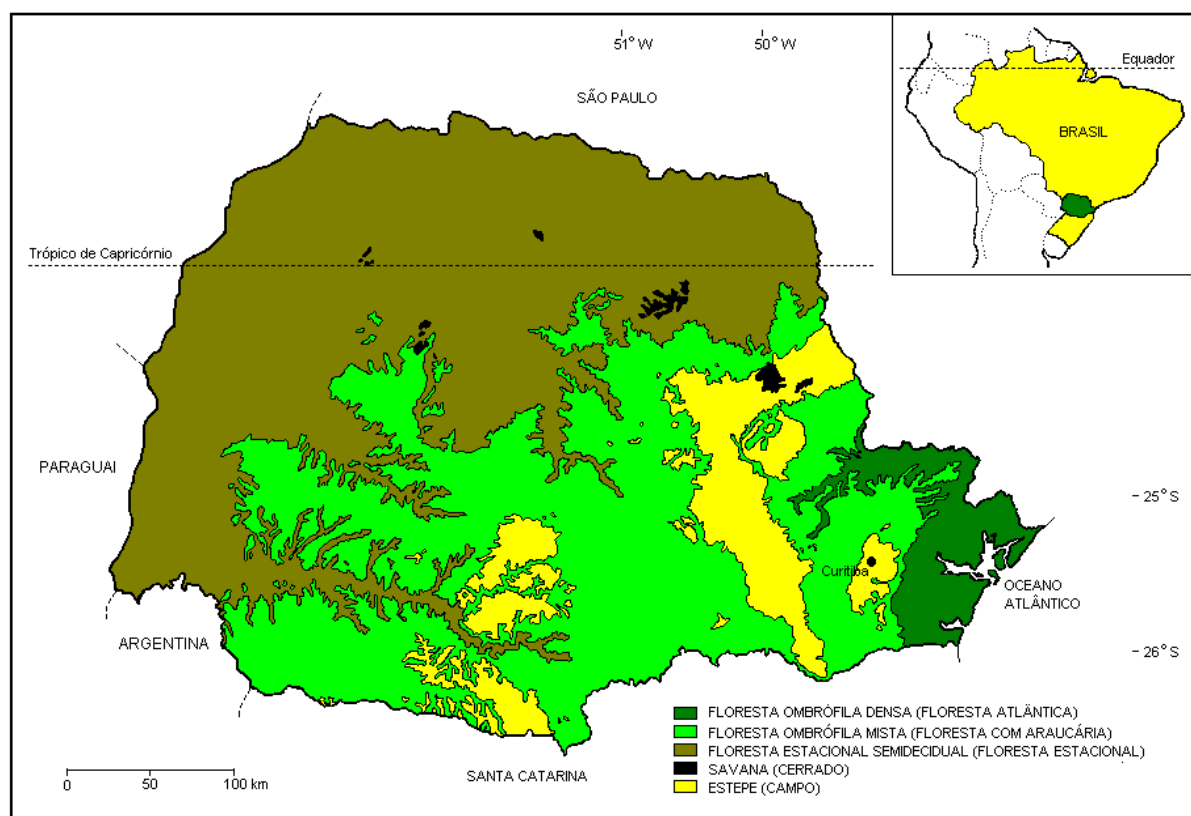 51° W
50° W
Equador
SÃO PAULO
BRASIL
Trópico de Capricórnio
PARAGUAI
25° S
Curitiba
OCEANO
ATLÂNTICO
ARGENTINA
26° S
FLORESTA OMBRÓFILA DENSA (FLORESTA ATLÂNTICA)
FLORESTA OMBRÓFILA MISTA (FLORESTA COM ARAUCÁRIA)
FLORESTA ESTACIONAL SEMIDECIDUAL (FLORESTA ESTACIONAL)
SAVANA (CERRADO)
ESTEPE (CAMPO)
SANTA CATARINA
0 50 100 km